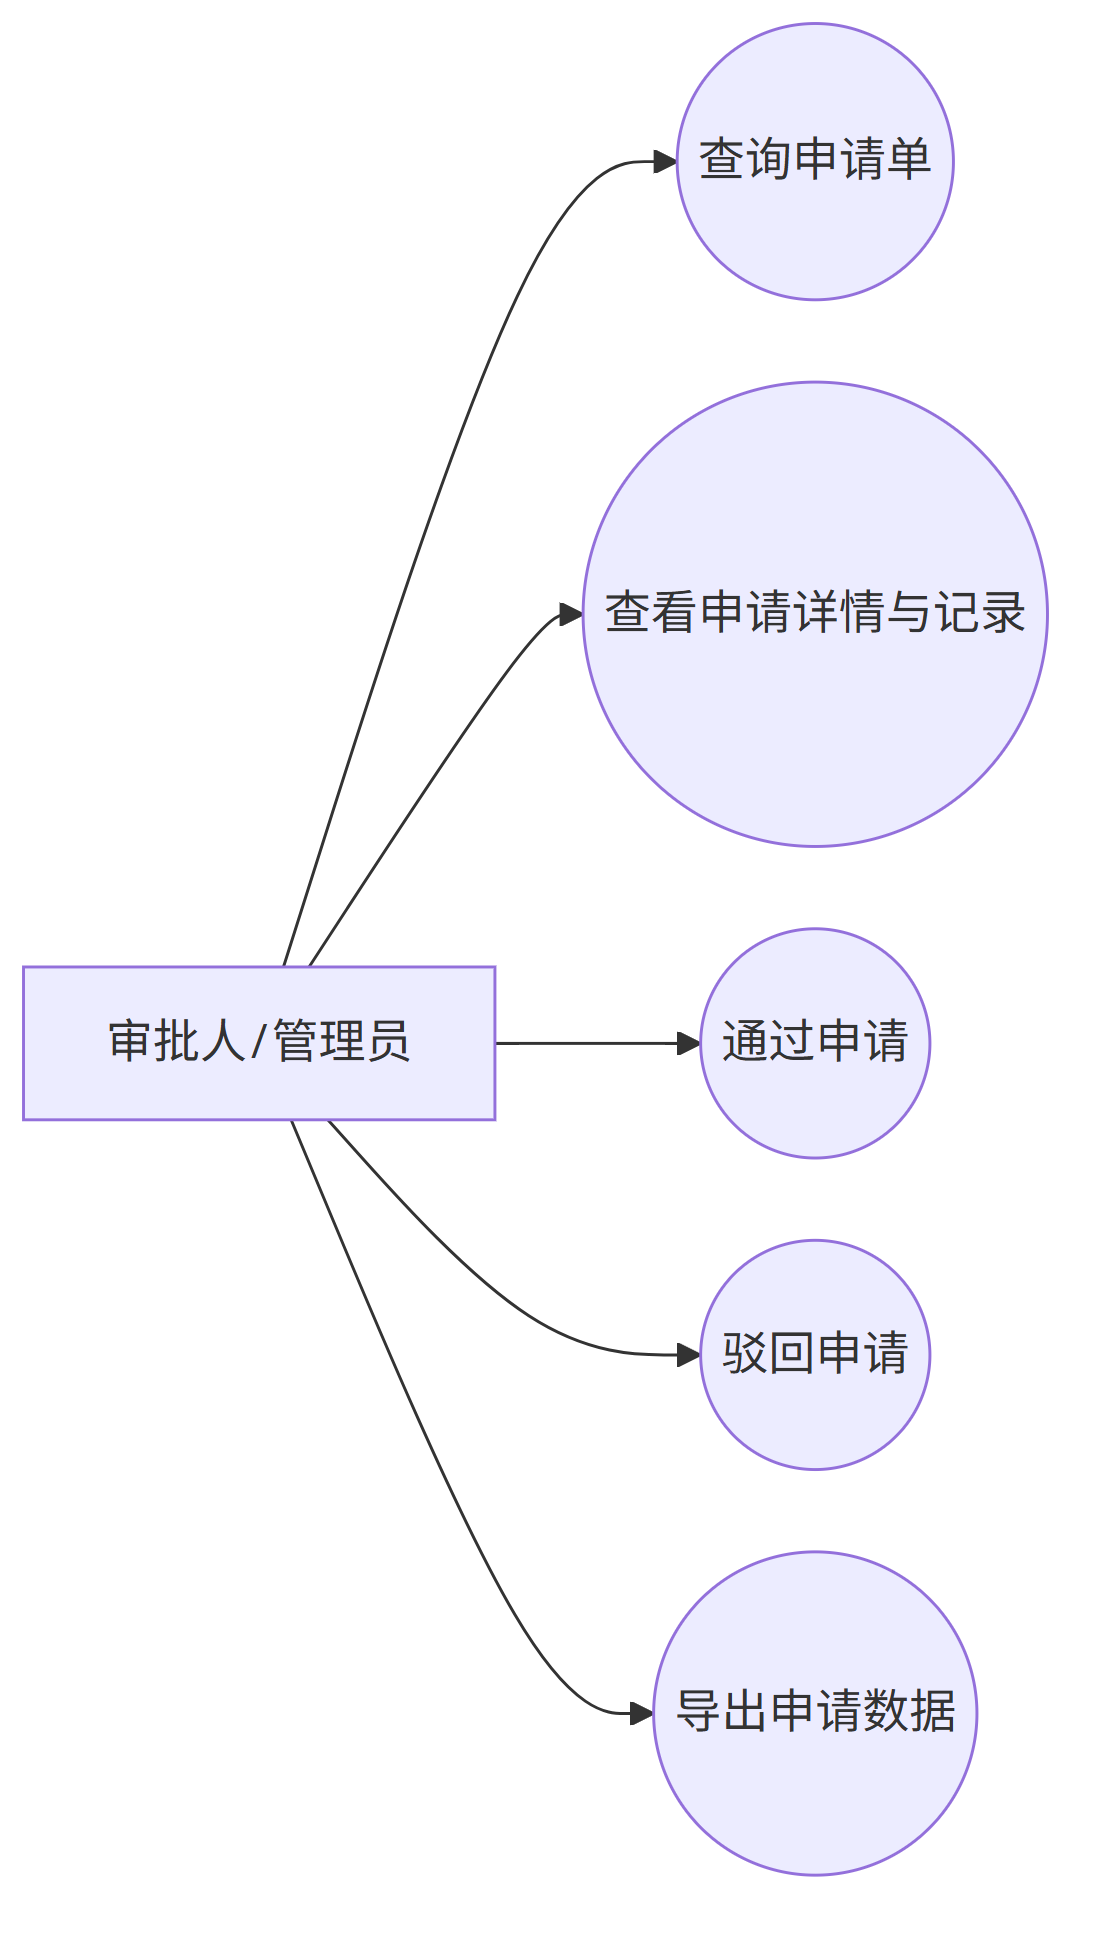 查询申请单
查看申请详情与记录
审批人/管理员
通过申请
驳回申请
导出申请数据